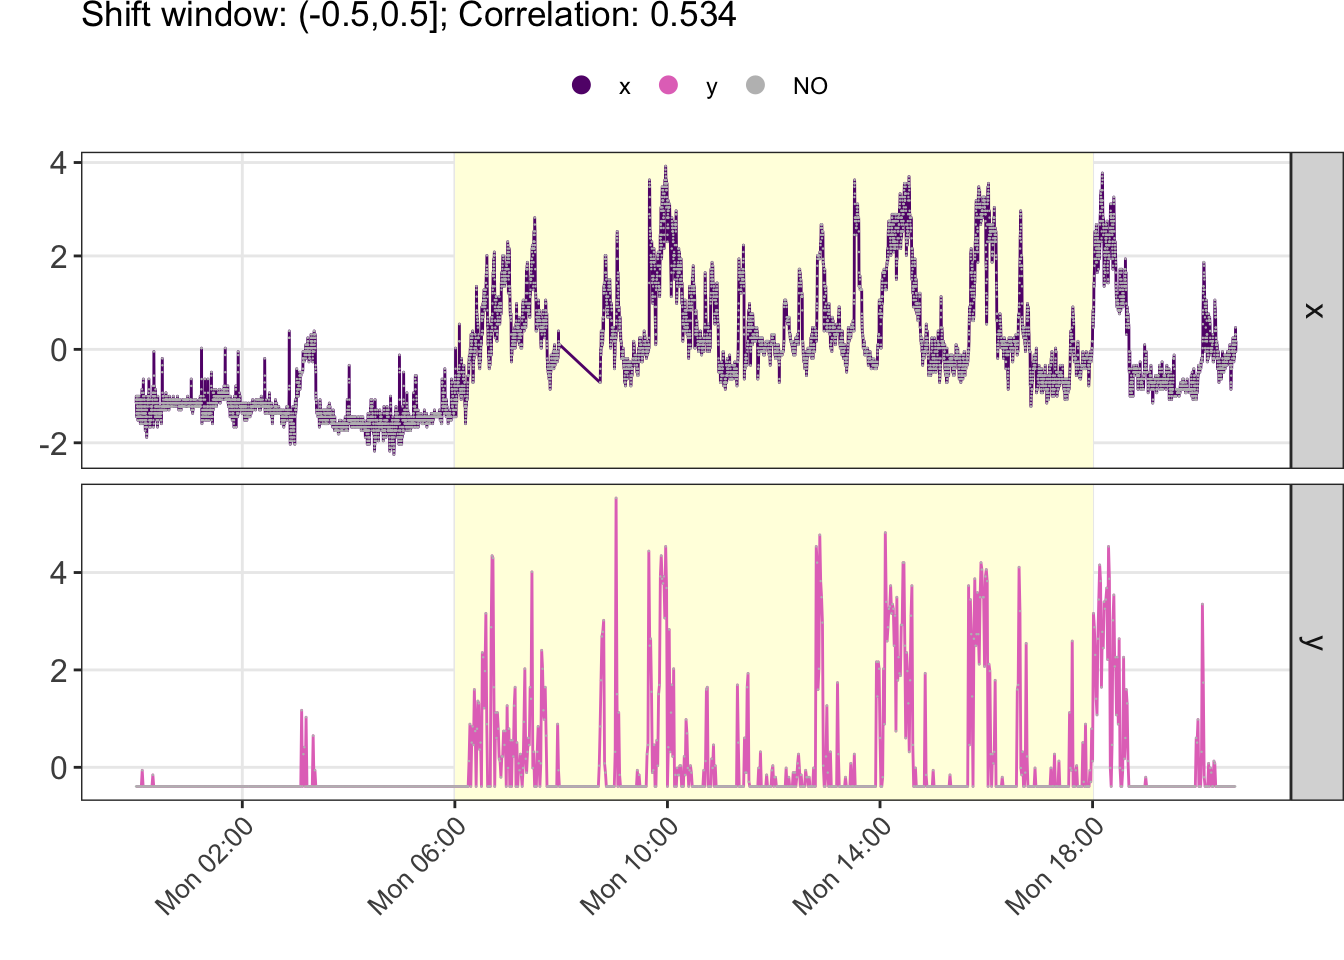 Shift window: (-0.5,0.5]; Correlation: 0.534
x y NO
4
2
0
-2
x
4
2
0
y
Mon 02:00 Mon 06:00 Mon 10:00 Mon 14:00 Mon 18:00